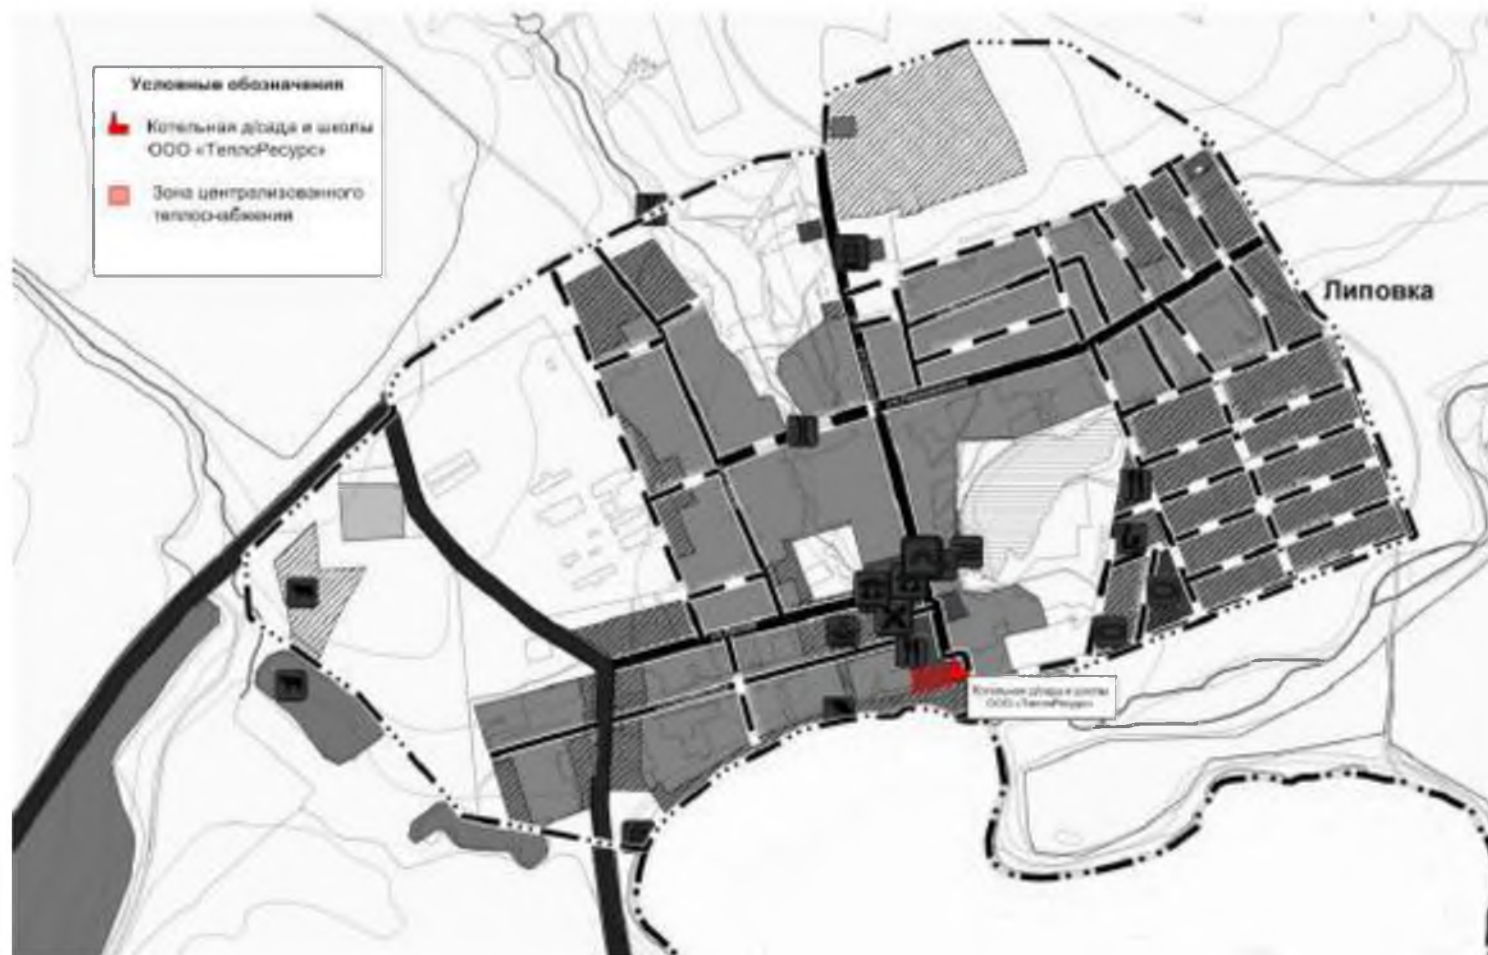 Условные обозначения
Котельная д/сада и школы
ООО «ТеплоРесурс»
Зона централизованного
теплоснабжения
Липовка
Котельная д/сада и школы
ООО «ТеплоРесурс»